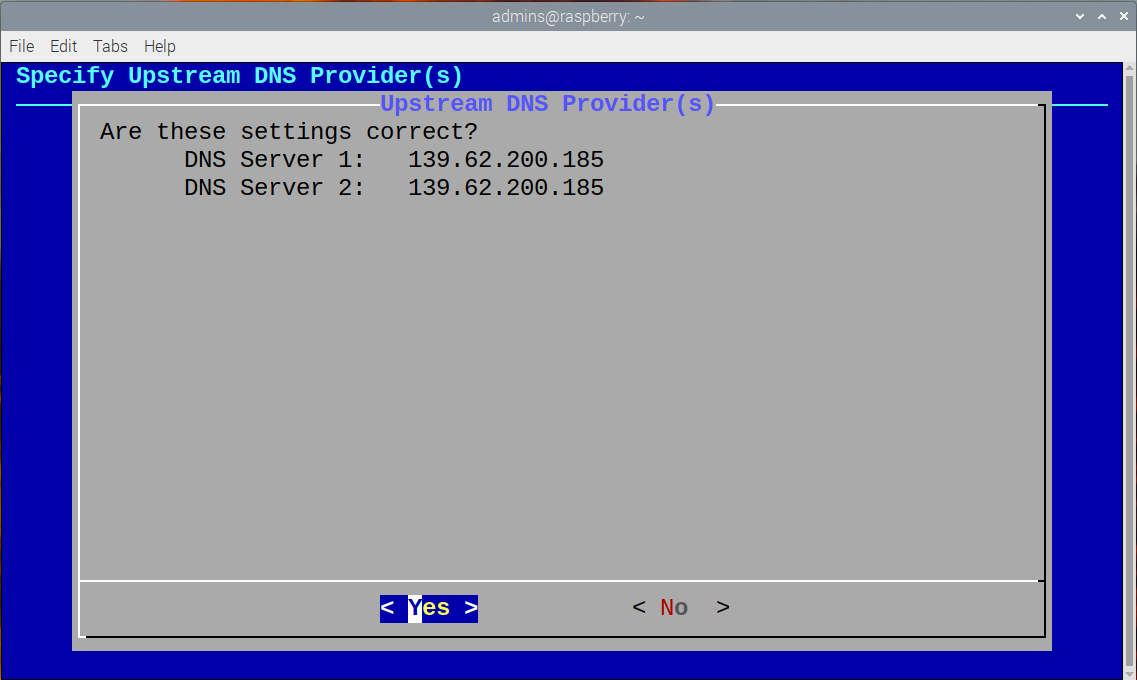 admins@raspberry: ~
File Edit Tabs Help
Specify Upstream DNS Provider(s)
Upstream DNS Provider(s)
Are these settings correct?
DNS Server 1: 139.62.200.185
DNS Server 2: 139.62.200.185
< Yes > < No >